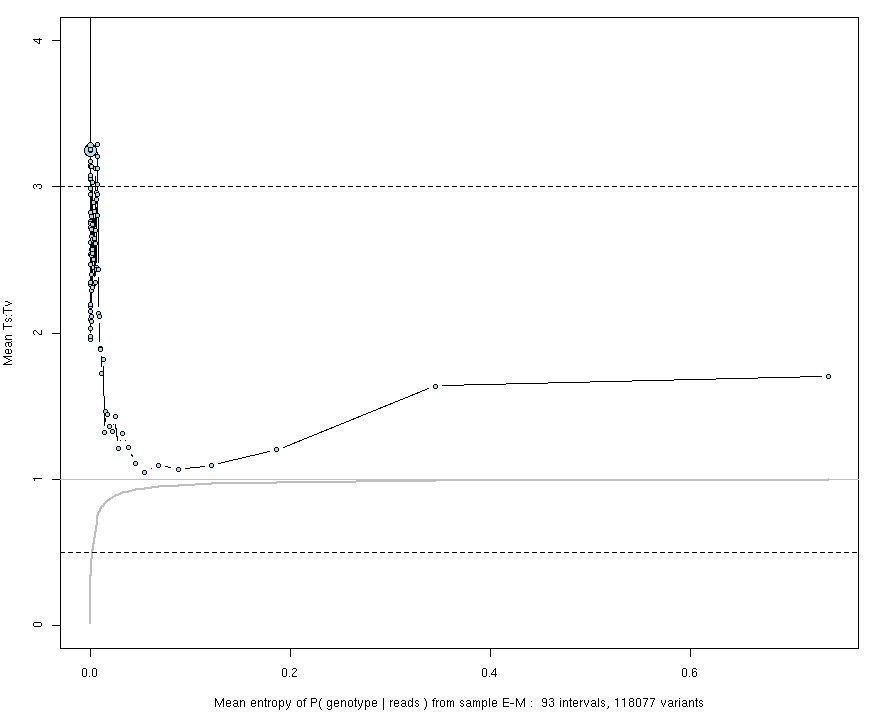 4
3
2
1
0
Mean Ts:Tv
0.0 0.2 0.4 0.6
Mean entropy of P( genotype | reads ) from sample E-M : 93 intervals, 118077 variants